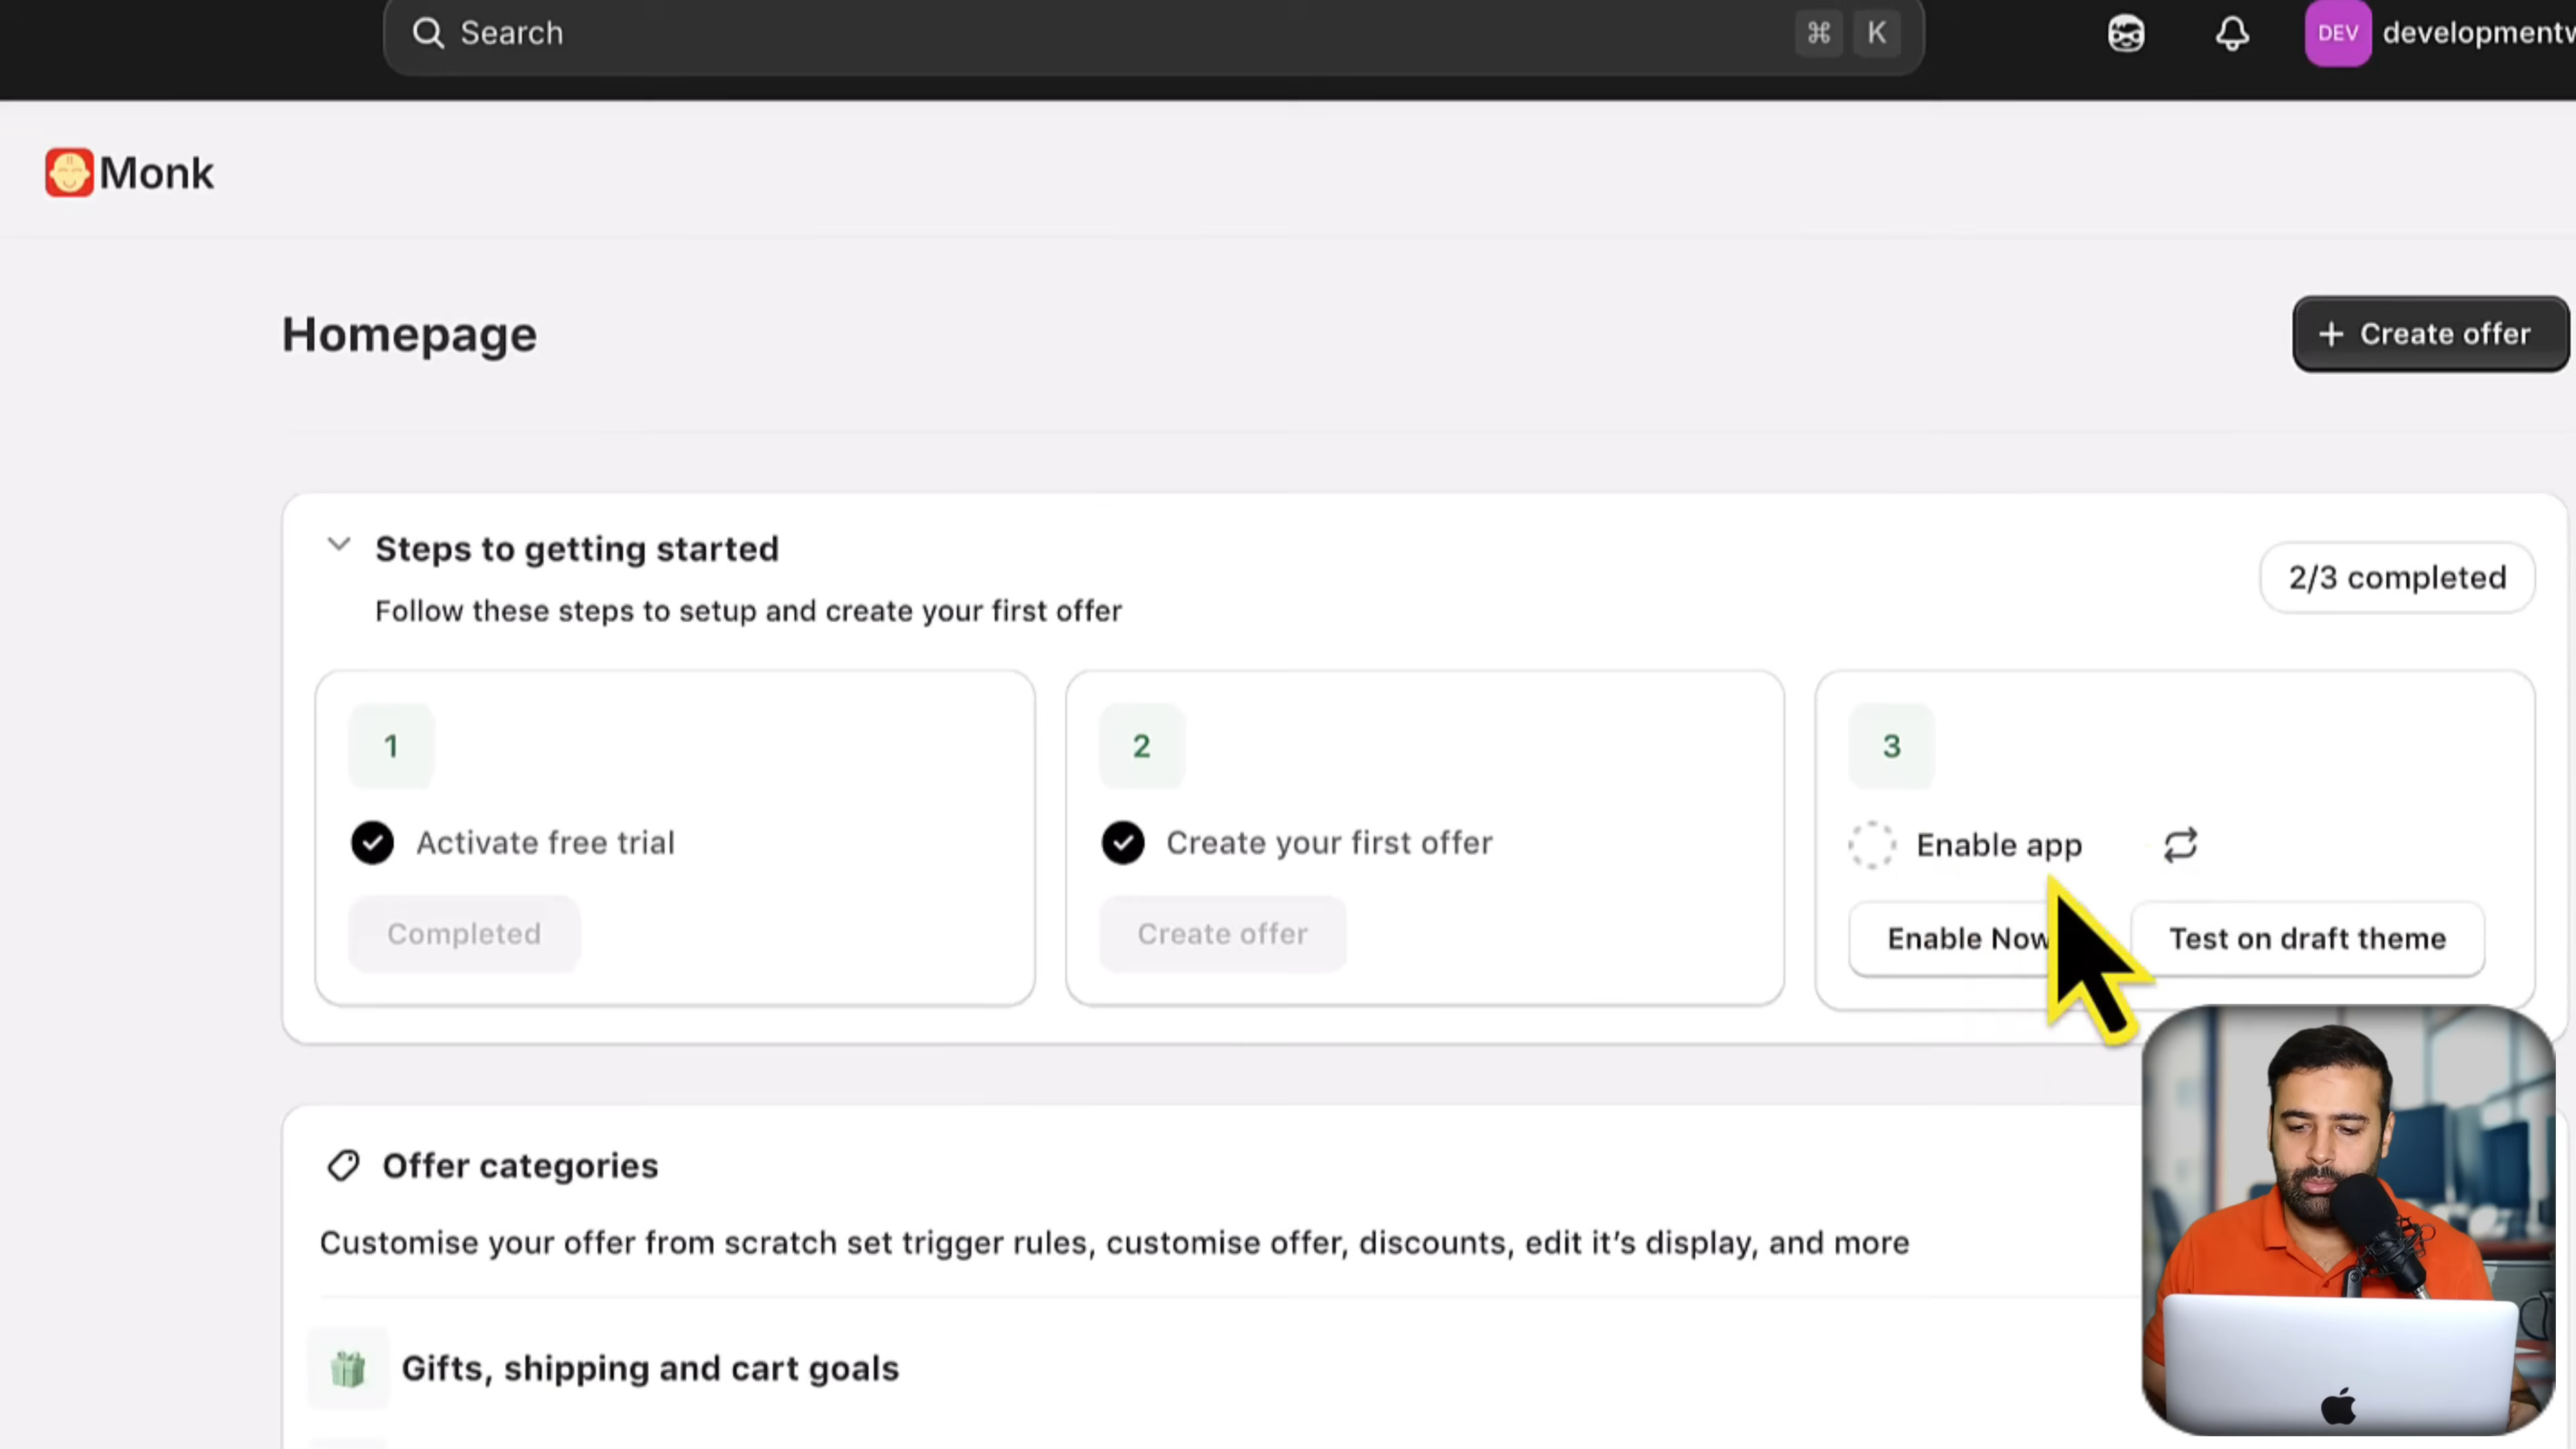 Search
⌘ K
DEV
developmentw
Monk
Homepage
+ Create offer
Steps to getting started
Follow these steps to setup and create your first offer
2/3 completed
1
Activate free trial
Completed
2
Create your first offer
Create offer
3
Enable app
Enable Now
Test on draft theme
Offer categories
Customise your offer from scratch set trigger rules, customise offer, discounts, edit it’s display, and more
Gifts, shipping and cart goals